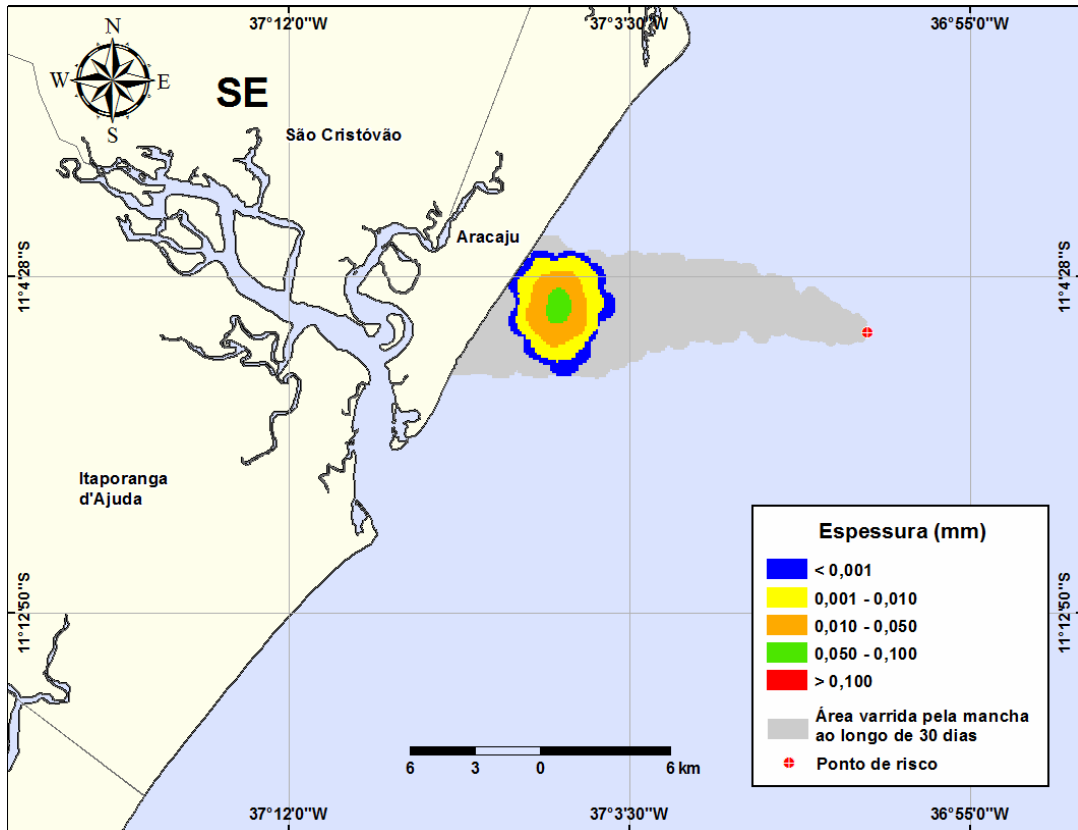 37°12'0"W
37°3'30"W
36°55'0"W
N
W
E
S
SE
São Cristóvão
Aracaju
11°4'28"S
11°4'28"S
Itaporanga
d'Ajuda
11°12'50"S
11°12'50"S
Espessura (mm)
< 0,001
0,001 - 0,010
0,010 - 0,050
0,050 - 0,100
> 0,100
Área varrida pela mancha
ao longo de 30 dias
Ponto de risco
6 3 0 6 km
37°12'0"W
37°3'30"W
36°55'0"W